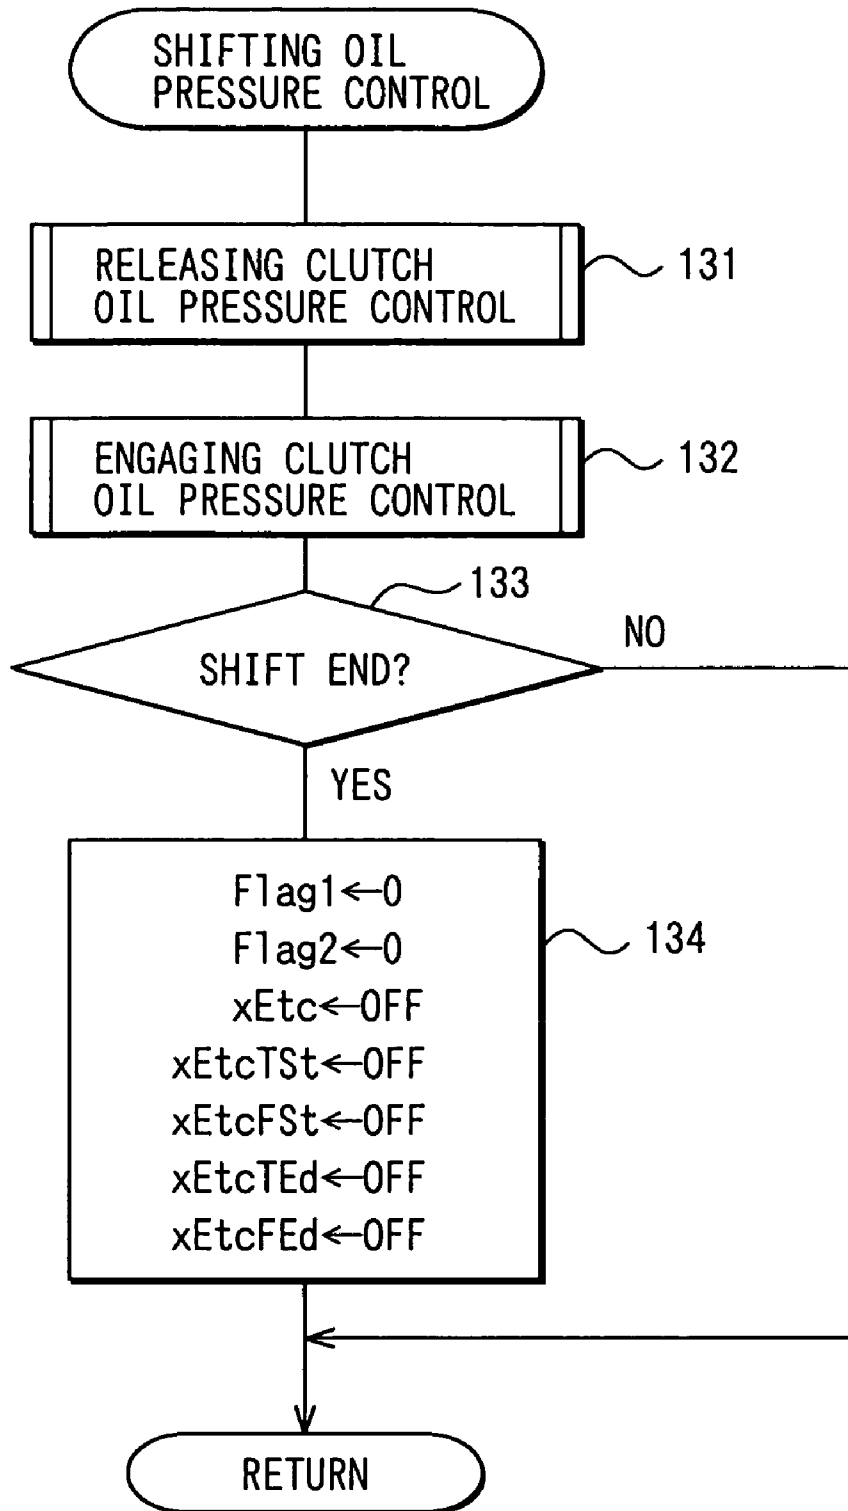 SHIFTING OIL
PRESSURE CONTROL
RELEASING CLUTCH
OIL PRESSURE CONTROL
131
ENGAGING CLUTCH
OIL PRESSURE CONTROL
132
133
SHIFT END?
NO
YES
Flag1←0
Flag2←0
xEtc←OFF
xEtcTSt←OFF
xEtcFSt←OFF
xEtcTEd←OFF
xEtcFEd←OFF
134
RETURN